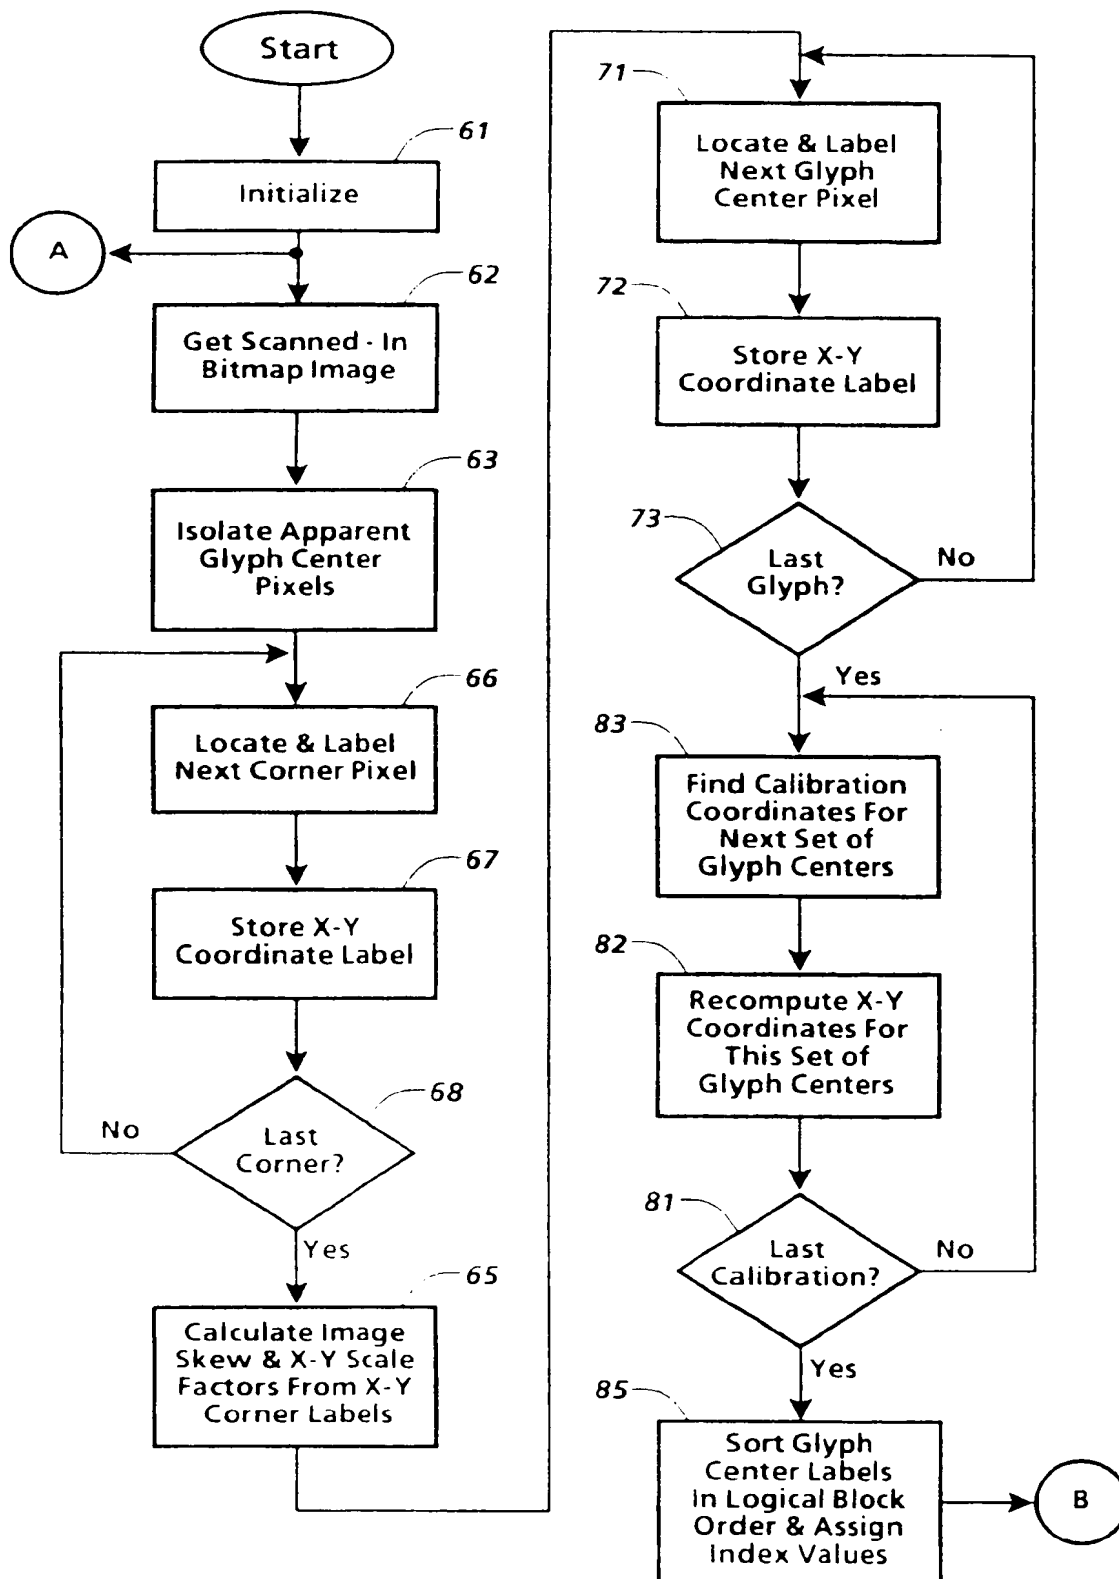 Start
61
Initialize
A
62
Get Scanned - In
Bitmap Image
63
Isolate Apparent
Glyph Center
Pixels
66
Locate & Label
Next Corner Pixel
67
Store X-Y
Coordinate Label
68
Last
Corner?
No
Yes
65
Calculate Image
Skew & X-Y Scale
Factors From X-Y
Corner Labels
71
Locate & Label
Next Glyph
Center Pixel
72
Store X-Y
Coordinate Label
73
Last
Glyph?
No
Yes
83
Find Calibration
Coordinates For
Next Set of
Glyph Centers
82
Recompute X-Y
Coordinates For
This Set of
Glyph Centers
81
Last
Calibration?
No
Yes
85
Sort Glyph
Center Labels
In Logical Block
Order & Assign
Index Values
B